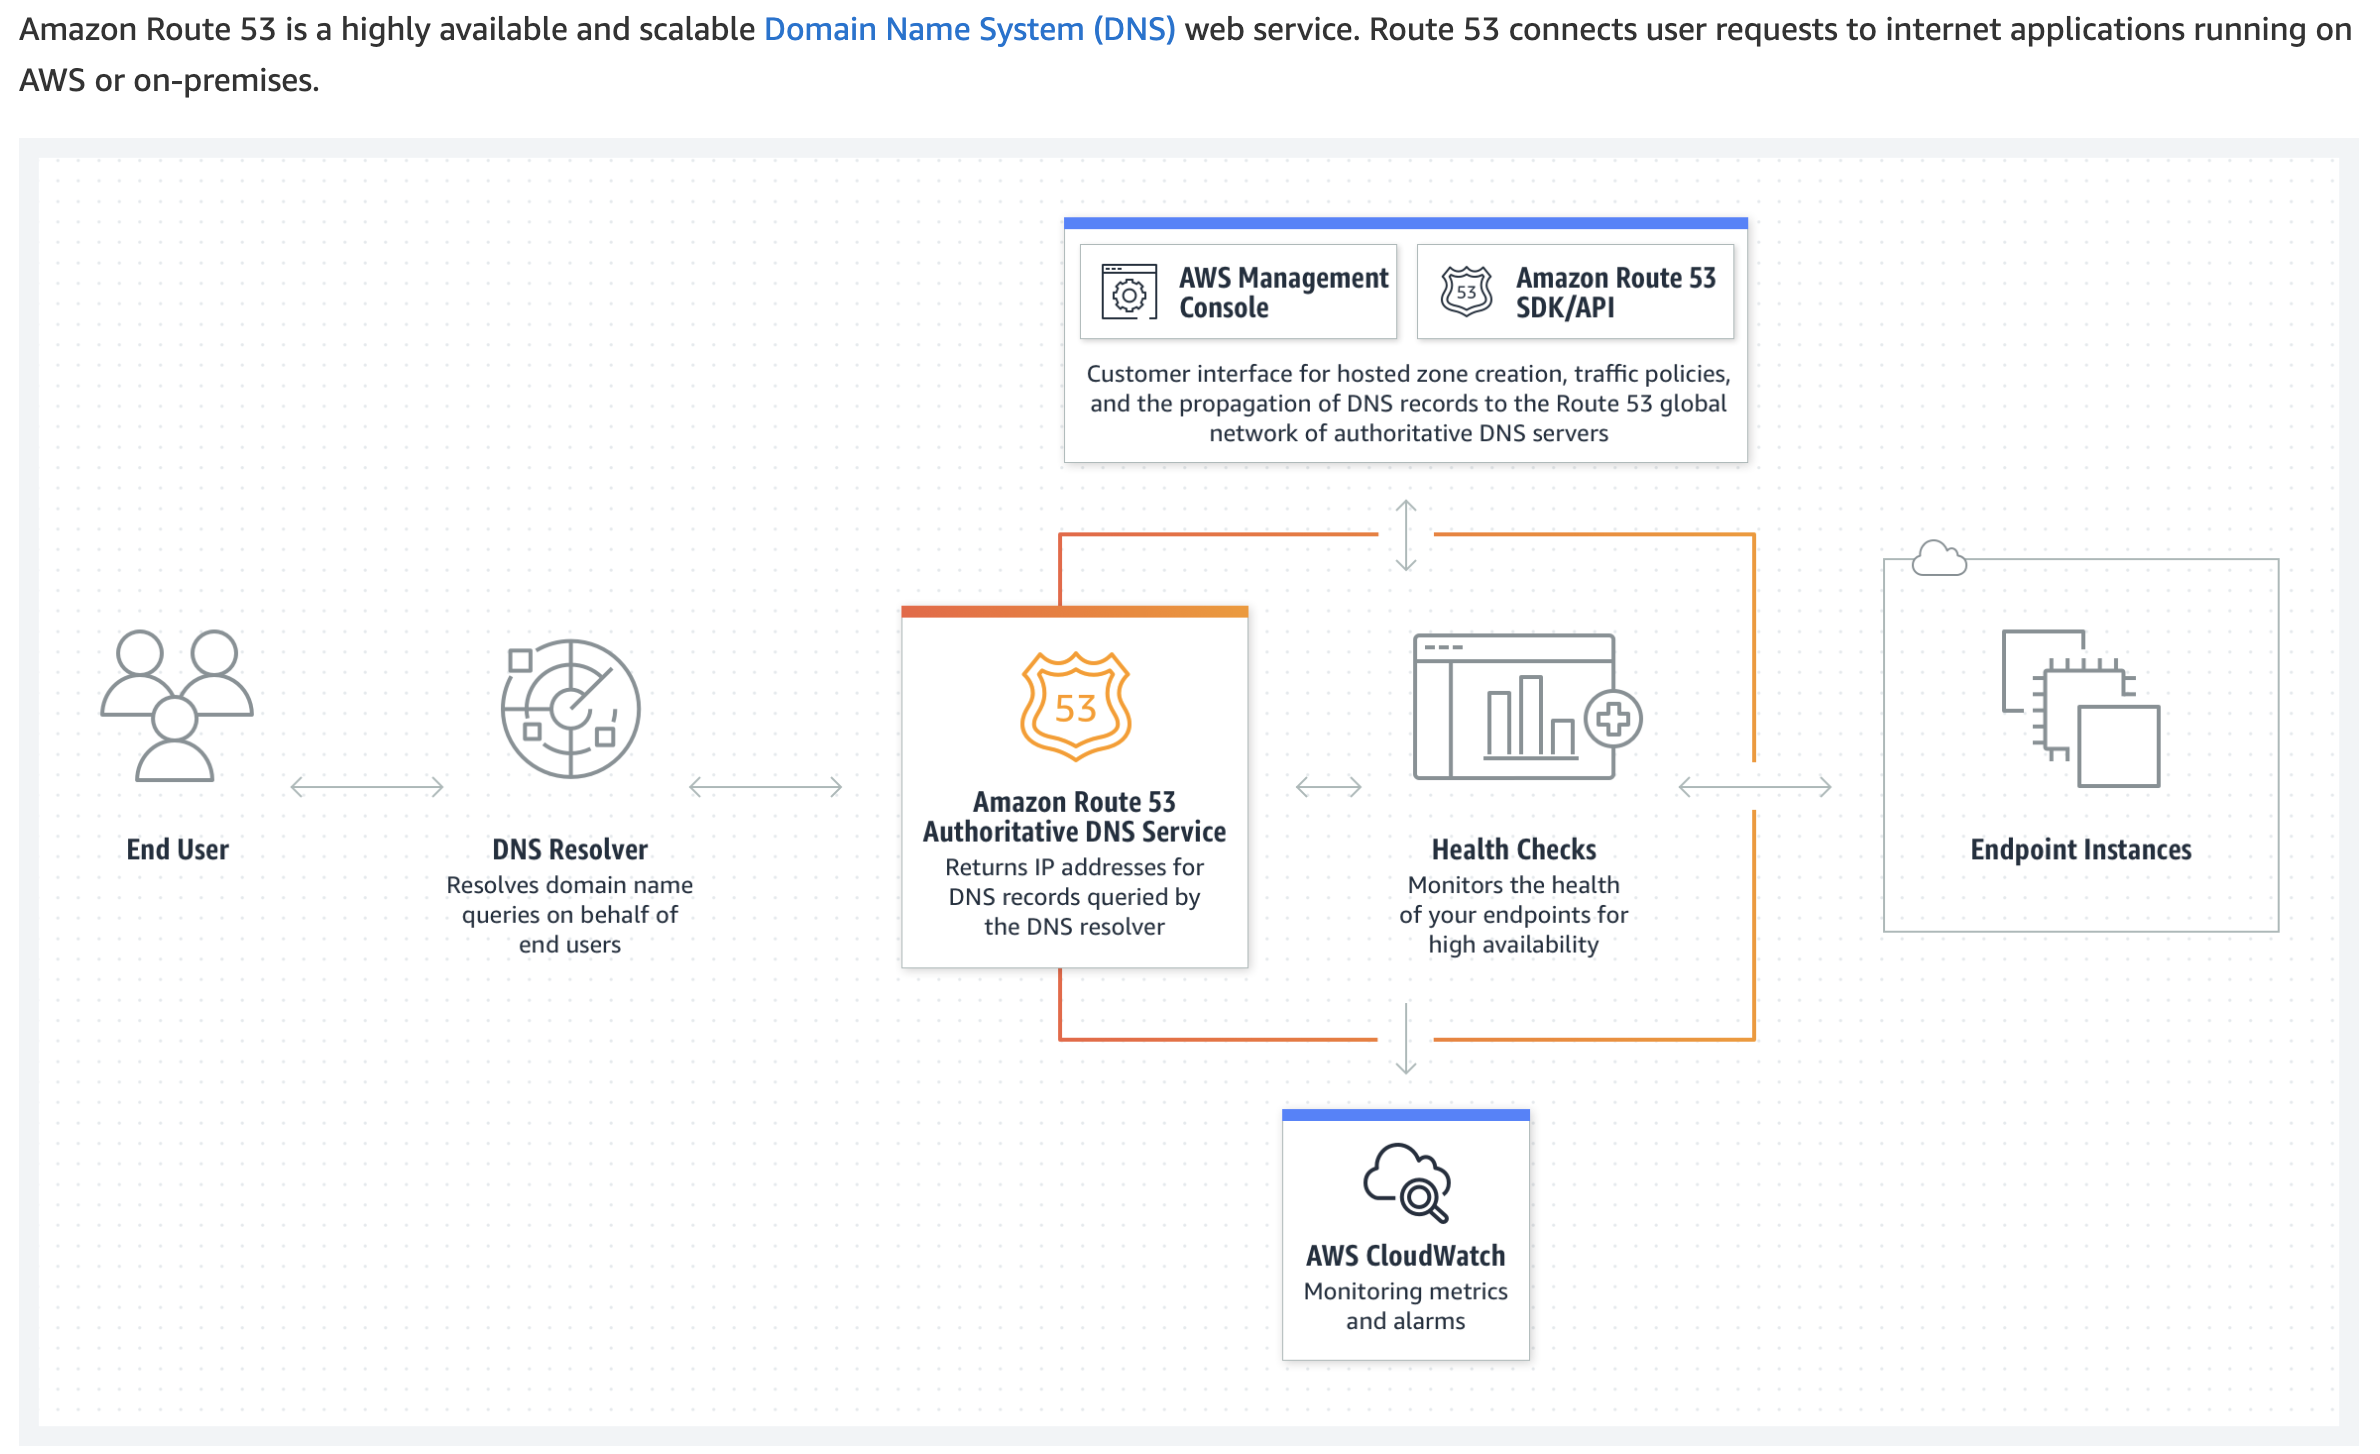 Amazon Route 53 is a highly available and scalable Domain Name System (DNS) web service. Route 53 connects user requests to internet applications running on
AWS or on-premises.
AWS Management
Console
Amazon Route 53
SDK/API
53
Customer interface for hosted zone creation, traffic policies,
and the propagation of DNS records to the Route 53 global
network of authoritative DNS servers
End User
DNS Resolver
Resolves domain name
queries on behalf of
end users
53
Amazon Route 53
Authoritative DNS Service
Returns IP addresses for
DNS records queried by
the DNS resolver
Health Checks
Monitors the health
of your endpoints for
high availability
Endpoint Instances
AWS CloudWatch
Monitoring metrics
and alarms